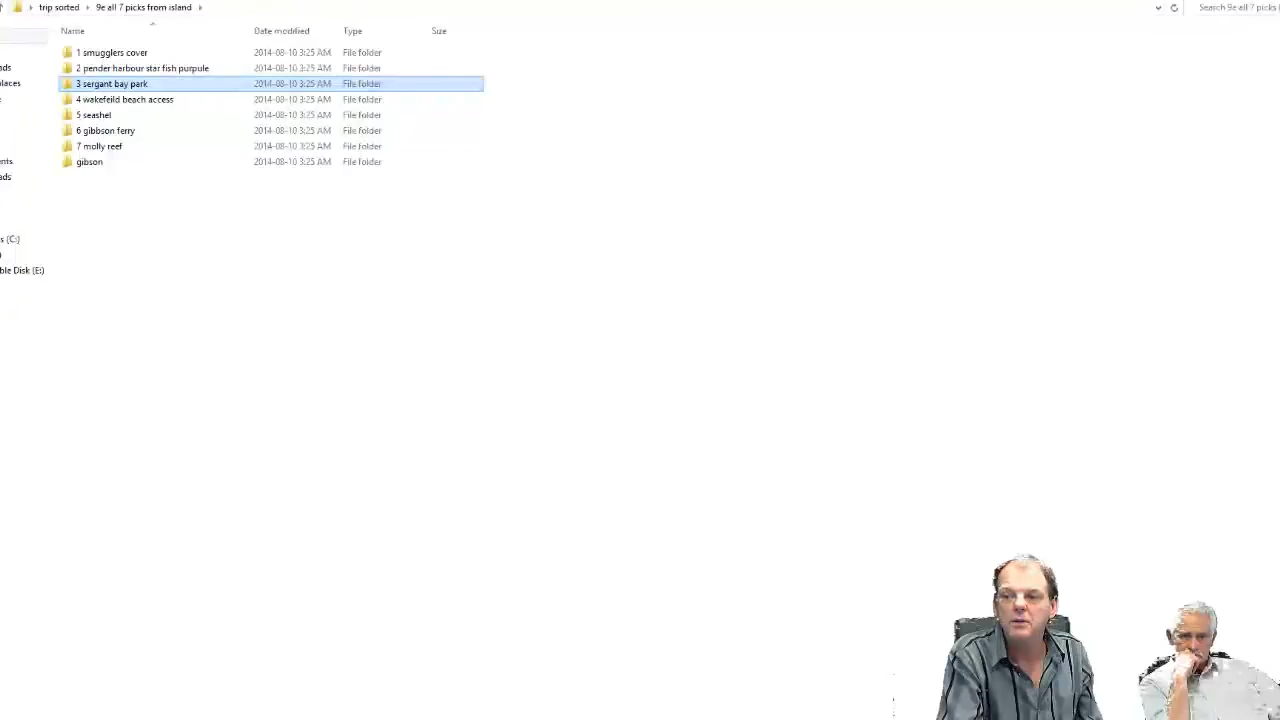 trip sorted 9e all 7 picks from island Search 9e all 7 picks
Name Date modified Type Size
1 smugglers cover 2014-08-10 3:25 AM File folder
2 pender harbour star fish purpule 2014-08-10 3:25 AM File folder
3 sergant bay park 2014-08-10 3:25 AM File folder
4 wakefeild beach access 2014-08-10 3:25 AM File folder
5 seashel 2014-08-10 3:25 AM File folder
6 gibbson ferry 2014-08-10 3:25 AM File folder
7 molly reef 2014-08-10 3:25 AM File folder
gibson 2014-08-10 3:25 AM File folder
ads
laces
ents
ads
s (C:)
ble Disk (E:)